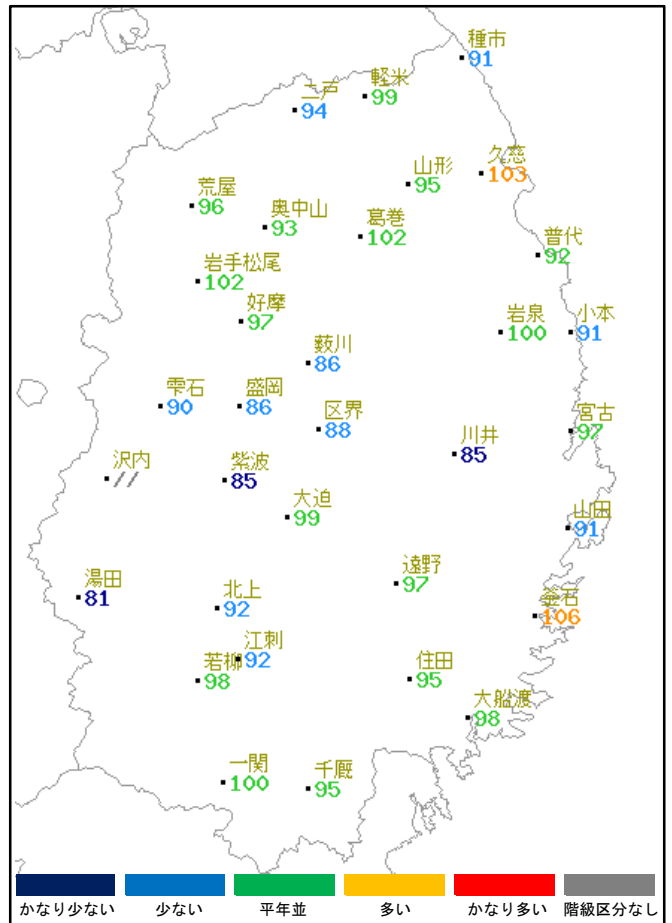 種市
91
軽米
99
二戸
94
久慈
103
山形
95
荒屋
96
奥中山
93
葛巻
102
普代
92
岩手松尾
102
好摩
97
岩泉
100
小本
91
薮川
86
雫石
90
盛岡
86
区界
88
宮古
97
川井
85
沢内
//
紫波
85
大迫
99
山田
91
遠野
97
湯田
81
北上
92
釜石
106
江刺
92
若柳
98
住田
95
大船渡
98
一関
100
千厩
95
かなり少ない 少ない 平年並 多い かなり多い 階級区分なし